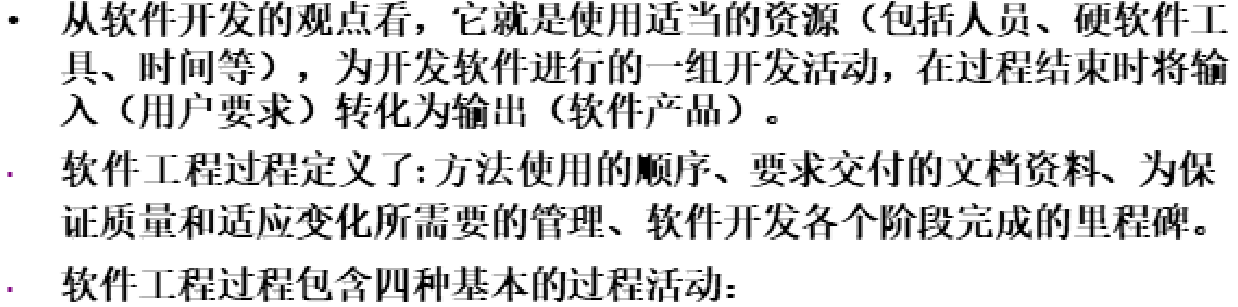 • 从软件开发的观点看，它就是使用适当的资源（包括人员、硬软件工
具、时间等），为开发软件进行的一组开发活动，在过程结束时将输
入（用户要求）转化为输出（软件产品）。
· 软件工程过程定义了:方法使用的顺序、要求交付的文档资料、为保
证质量和适应变化所需要的管理、软件开发各个阶段完成的里程碑。
· 软件工程过程包含四种基本的过程活动：